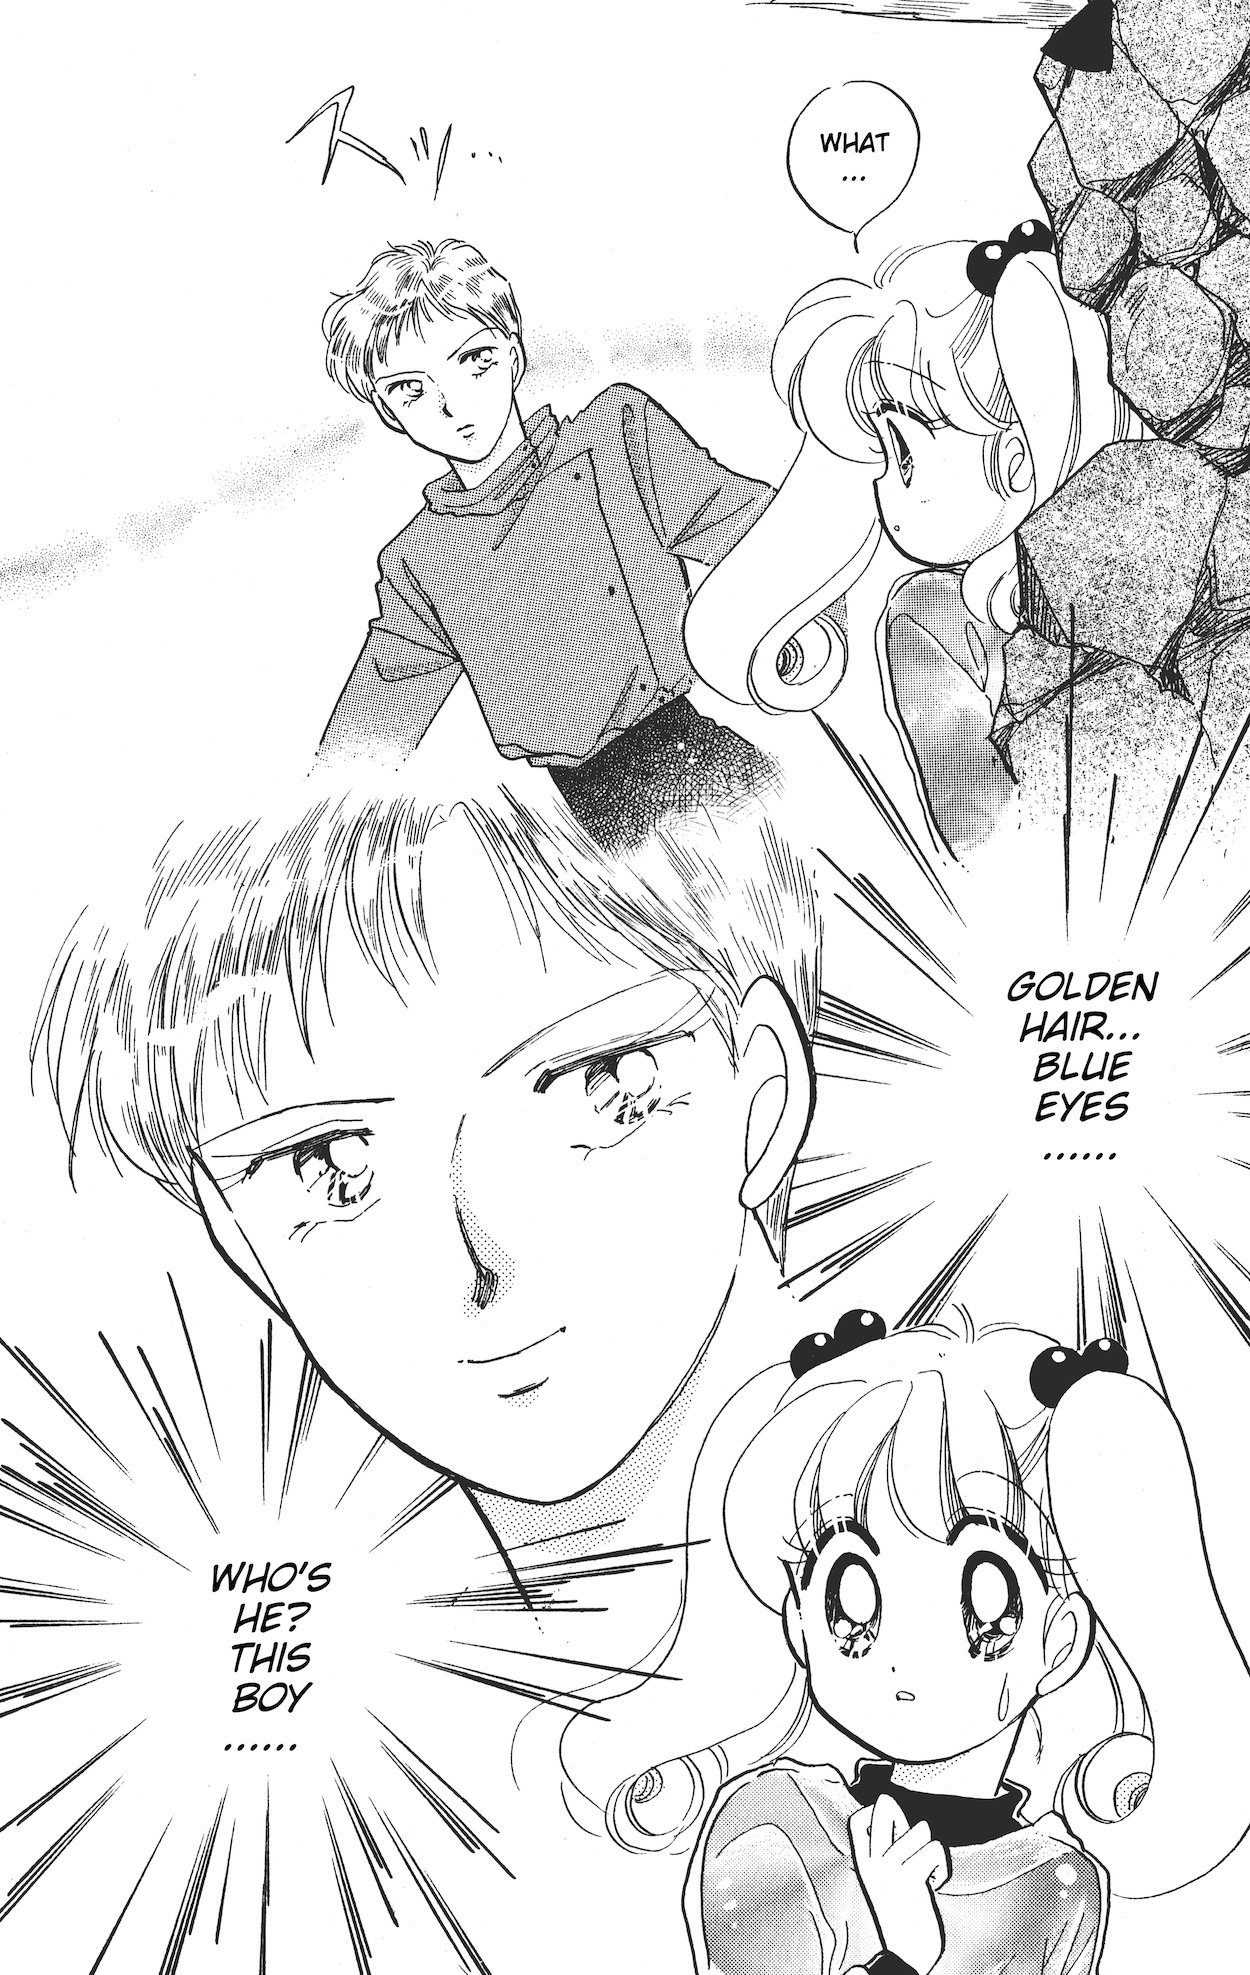 WHAT
...
スッ...
GOLDEN
HAIR...
BLUE
EYES
......
WHO'S
HE?
THIS
BOY
......